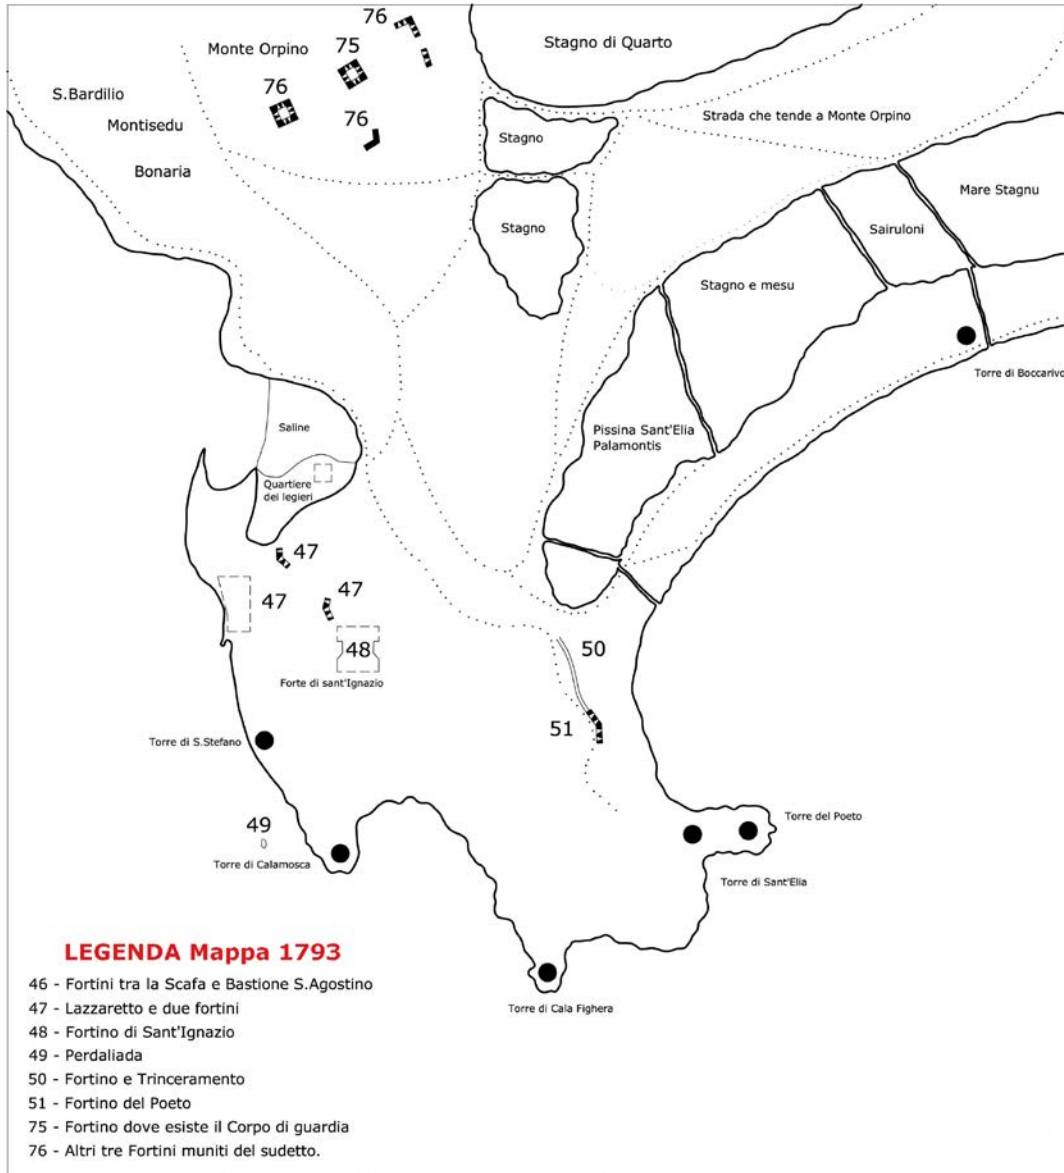 76
Monte Orpino
75
Stagno di Quarto
76
S.Bardilio
76
Strada che tende a Monte Orpino
Montisedu
Stagno
Bonaria
Mare Stagnu
Stagno
Sairuloni
Stagno e mesu
Torre di Boccarivo
Saline
Pissina Sant'Elia
Palamontis
Quartiere
dei legieri
47
47
47
48
50
Forte di sant'Ignazio
51
Torre di S.Stefano
Torre del Poeto
49
Torre di Calamosca
Torre di Sant'Elia
Torre di Cala Fighera
LEGENDA Mappa 1793
46 - Fortini tra la Scafa e Bastione S.Agostino
47 - Lazzaretto e due fortini
48 - Fortino di Sant'Ignazio
49 - Perdaliada
50 - Fortino e Trinceramento
51 - Fortino del Poeto
75 - Fortino dove esiste il Corpo di guardia
76 - Altri tre Fortini muniti del sudetto.